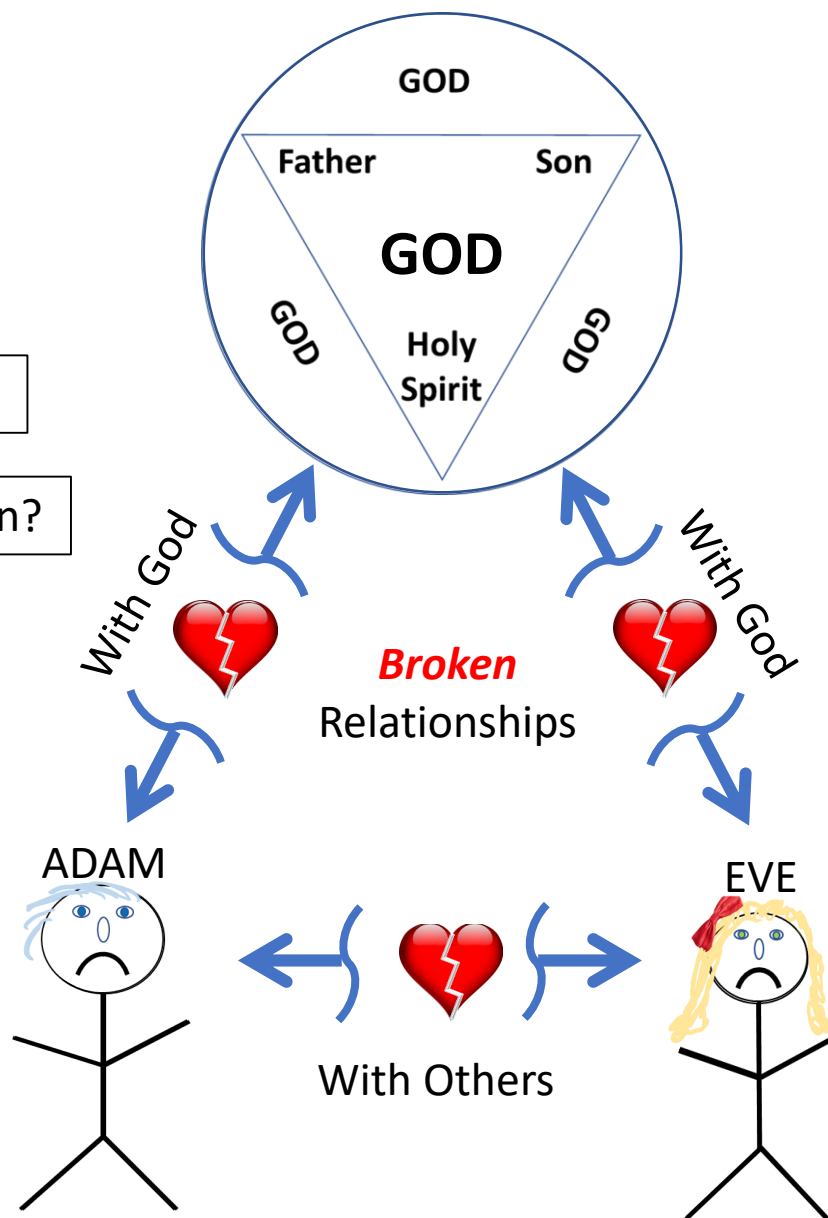 GOD
Father Son
GOD
GOD
GOD
Holy
Spirit
n?
With God
With God
Broken
Relationships
ADAM
EVE
With Others